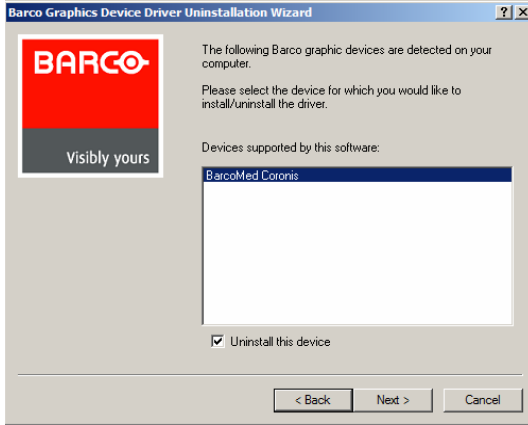 Barco Graphics Device Driver Uninstallation Wizard
BARCO
Visibly yours
The following Barco graphic devices are detected on your
computer.
Please select the device for which you would like to
install/uninstall the driver.
Devices supported by this software:
BarcoMed Coronis
Uninstall this device
< Back Next > Cancel